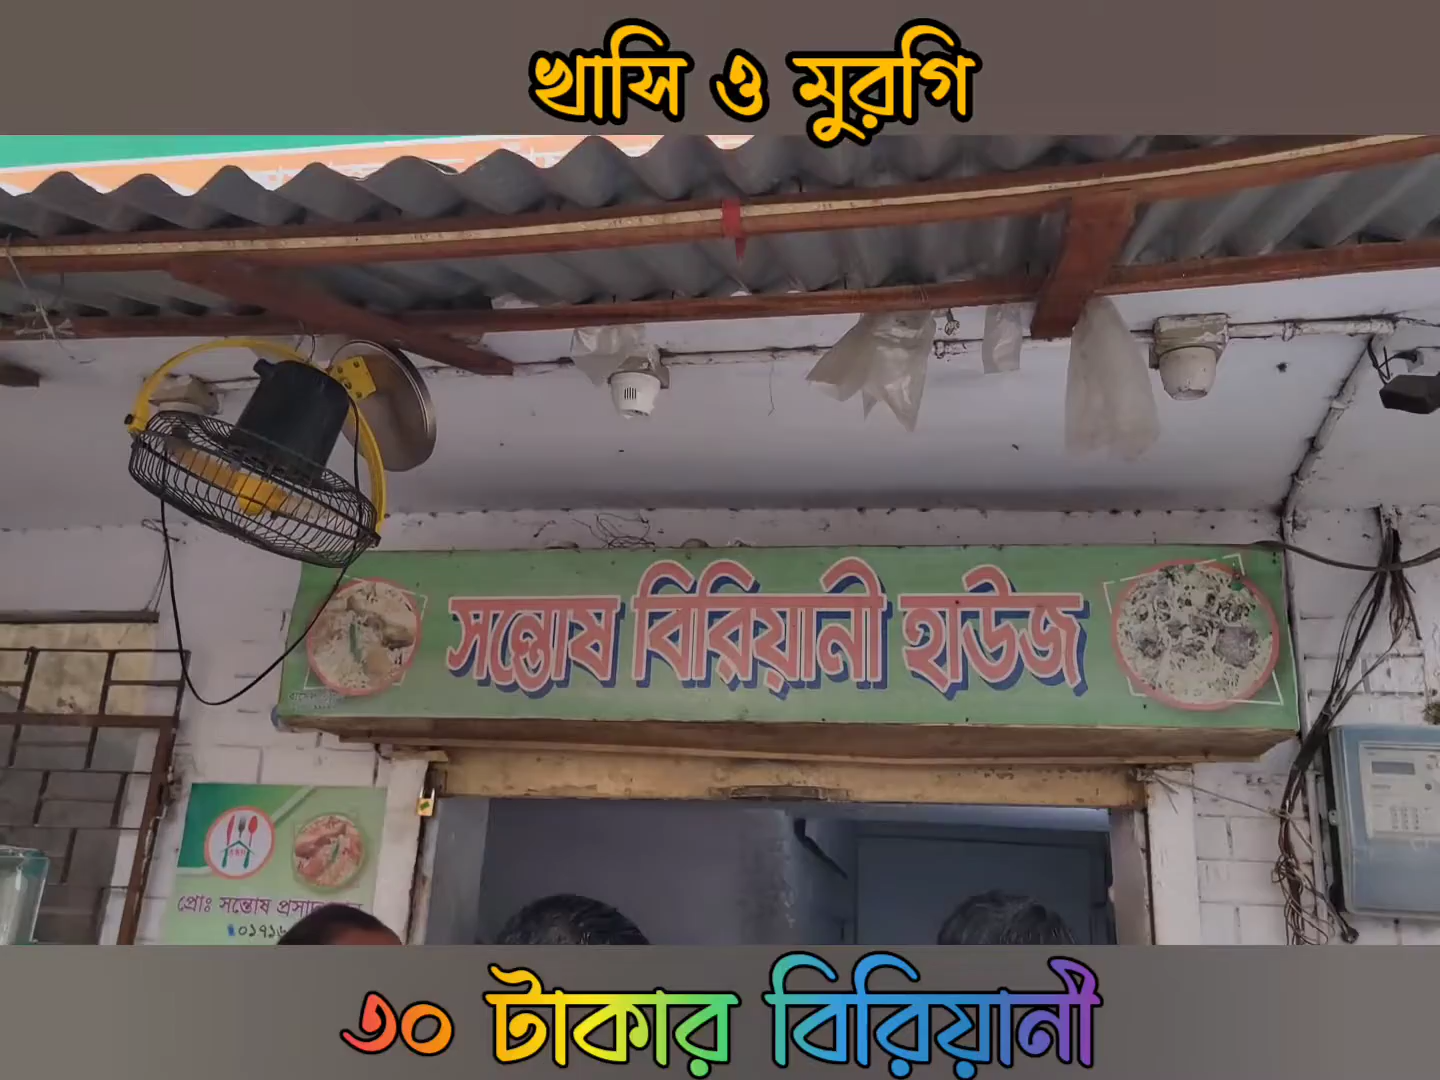 খাসি ও মুরগি
সন্তোষ বিরিয়ানী হাউজ
প্রোঃ সন্তোষ
৩০ টাকার বিরিয়ানী